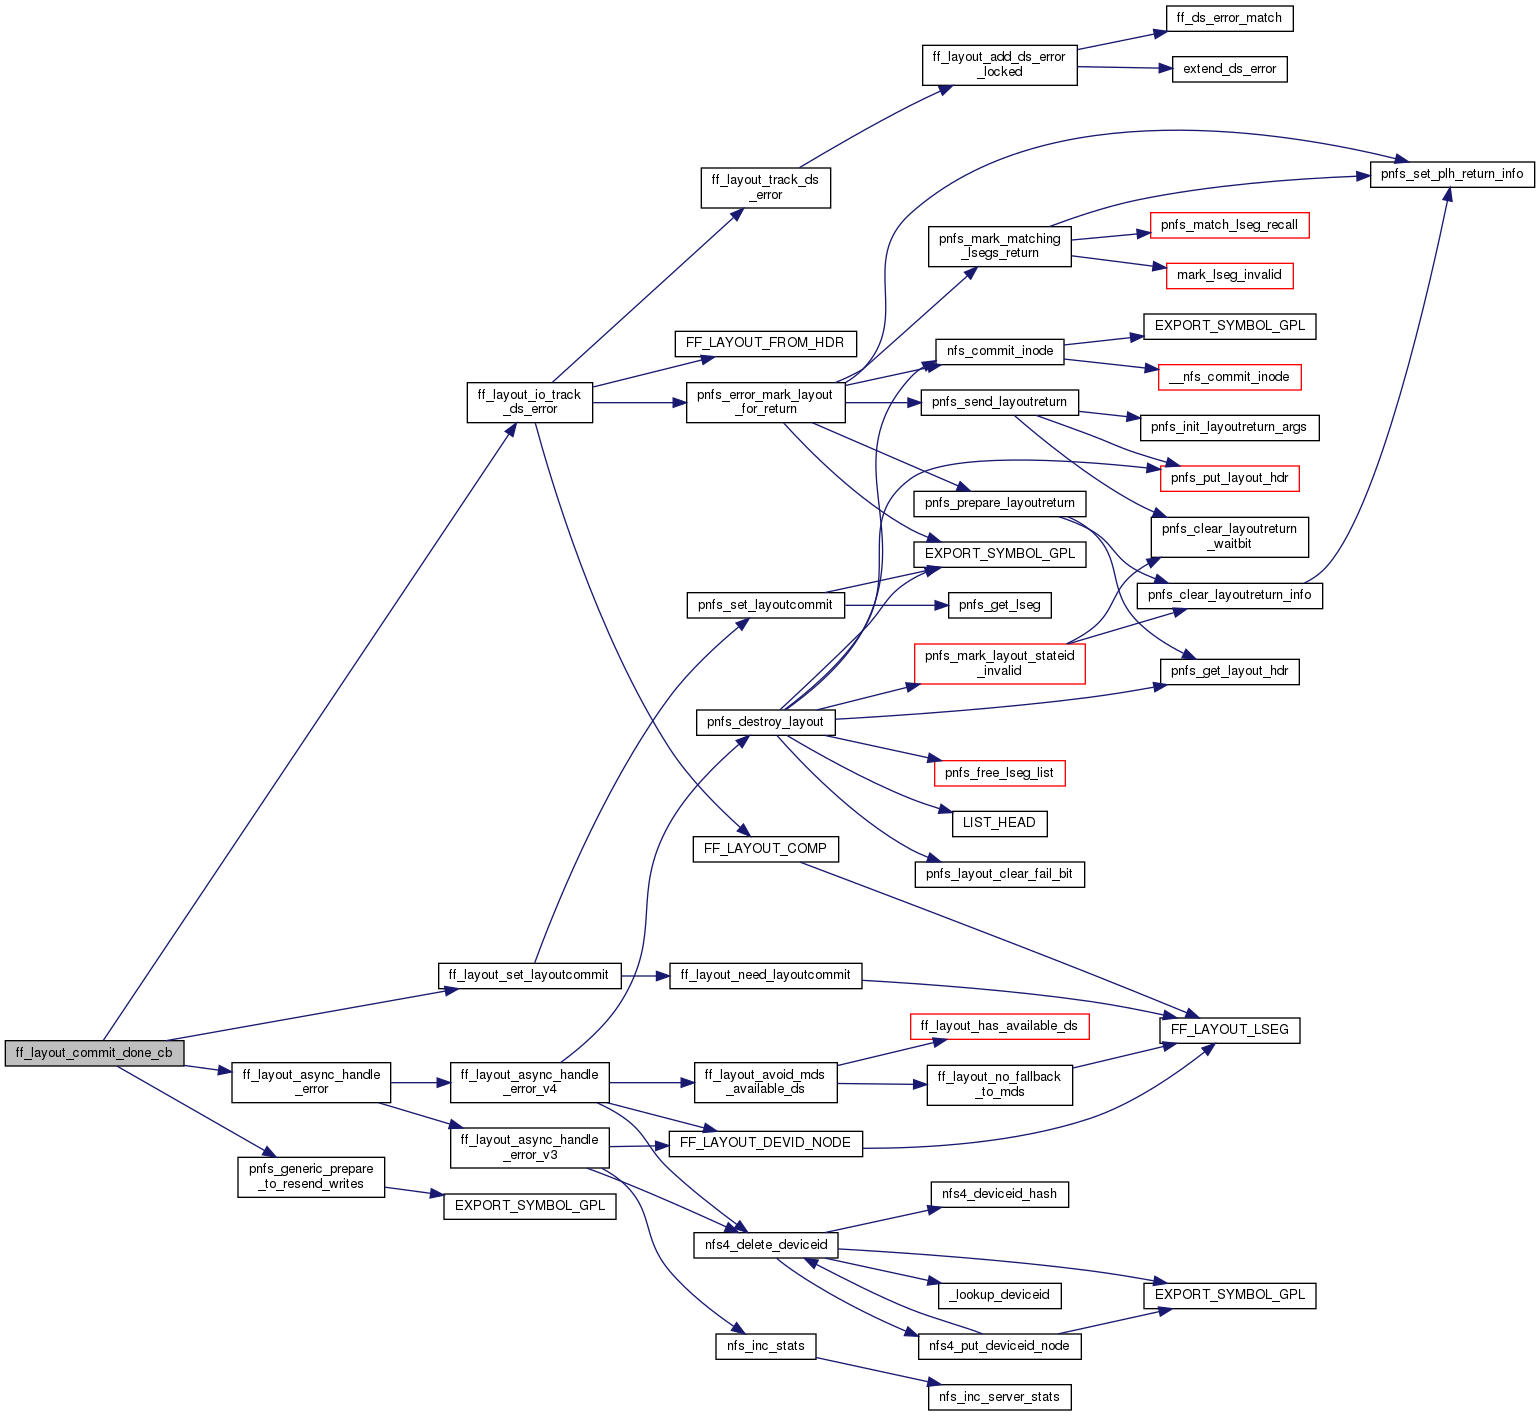 ff_ds_error_match
ff_layout_add_ds_error
_locked
extend_ds_error
pnfs_set_plh_return_info
ff_layout_track_ds
_error
pnfs_match_lseg_recall
pnfs_mark_matching
_lsegs_return
mark_lseg_invalid
EXPORT_SYMBOL_GPL
FF_LAYOUT_FROM_HDR
nfs_commit_inode
__nfs_commit_inode
ff_layout_io_track
_ds_error
pnfs_error_mark_layout
_for_return
pnfs_send_layoutreturn
pnfs_init_layoutreturn_args
pnfs_put_layout_hdr
pnfs_prepare_layoutreturn
pnfs_clear_layoutreturn
_waitbit
EXPORT_SYMBOL_GPL
pnfs_clear_layoutreturn_info
pnfs_set_layoutcommit
pnfs_get_lseg
pnfs_mark_layout_stateid
_invalid
pnfs_get_layout_hdr
pnfs_destroy_layout
pnfs_free_lseg_list
LIST_HEAD
FF_LAYOUT_COMP
pnfs_layout_clear_fail_bit
ff_layout_set_layoutcommit
ff_layout_need_layoutcommit
ff_layout_has_available_ds
FF_LAYOUT_LSEG
ff_layout_commit_done_cb
ff_layout_async_handle
_error
ff_layout_async_handle
_error_v4
ff_layout_avoid_mds
_available_ds
ff_layout_no_fallback
_to_mds
ff_layout_async_handle
_error_v3
FF_LAYOUT_DEVID_NODE
pnfs_generic_prepare
_to_resend_writes
EXPORT_SYMBOL_GPL
nfs4_deviceid_hash
nfs4_delete_deviceid
_lookup_deviceid
EXPORT_SYMBOL_GPL
nfs_inc_stats
nfs4_put_deviceid_node
nfs_inc_server_stats